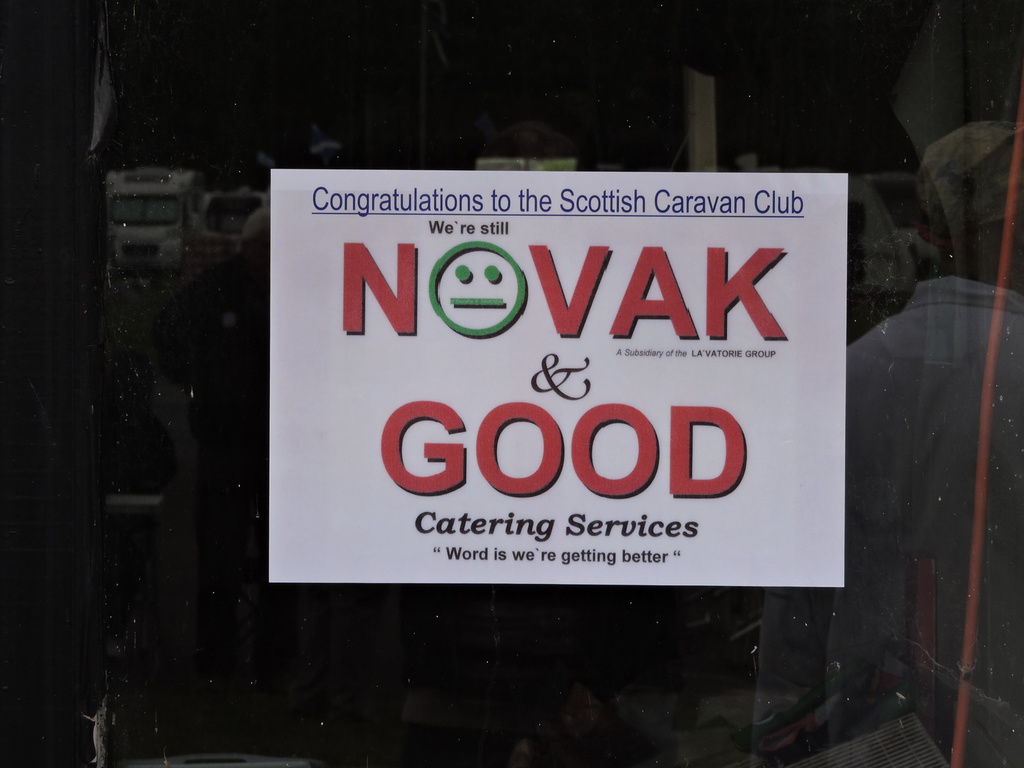 Congratulations to the Scottish Caravan Club
We`re still
NOVAK
A Subsidiary of the LA'VATORIE GROUP
&
GOOD
Catering Services
“ Word is we`re getting better “